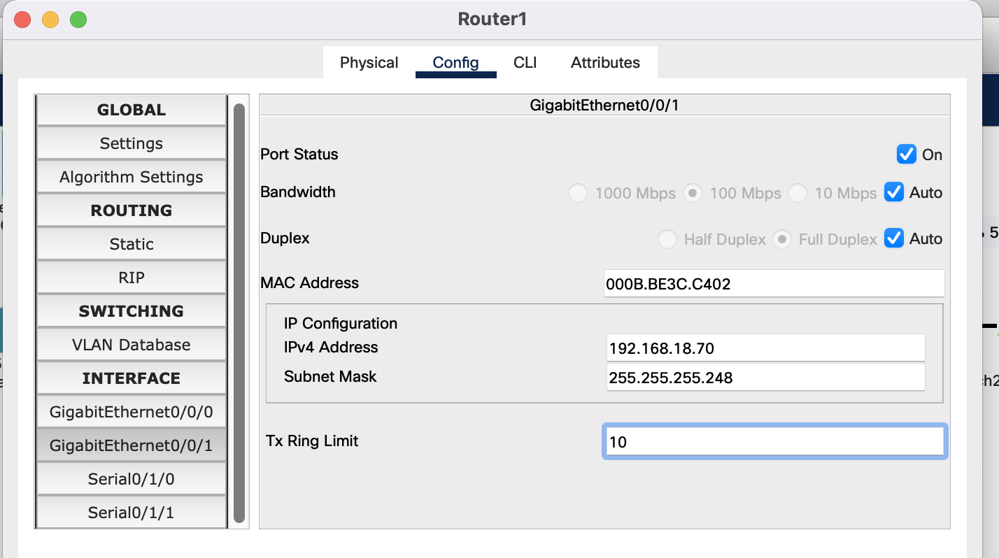 Router1
Physical Config CLI Attributes
GLOBAL
Settings
Algorithm Settings
ROUTING
Static
RIP
SWITCHING
VLAN Database
INTERFACE
GigabitEthernet0/0/0
GigabitEthernet0/0/1
Serial0/1/0
Serial0/1/1
GigabitEthernet0/0/1
Port Status On
Bandwidth 1000 Mbps 100 Mbps 10 Mbps Auto
Duplex Half Duplex Full Duplex Auto
MAC Address 000B.BE3C.C402
IP Configuration
IPv4 Address 192.168.18.70
Subnet Mask 255.255.255.248
Tx Ring Limit 10